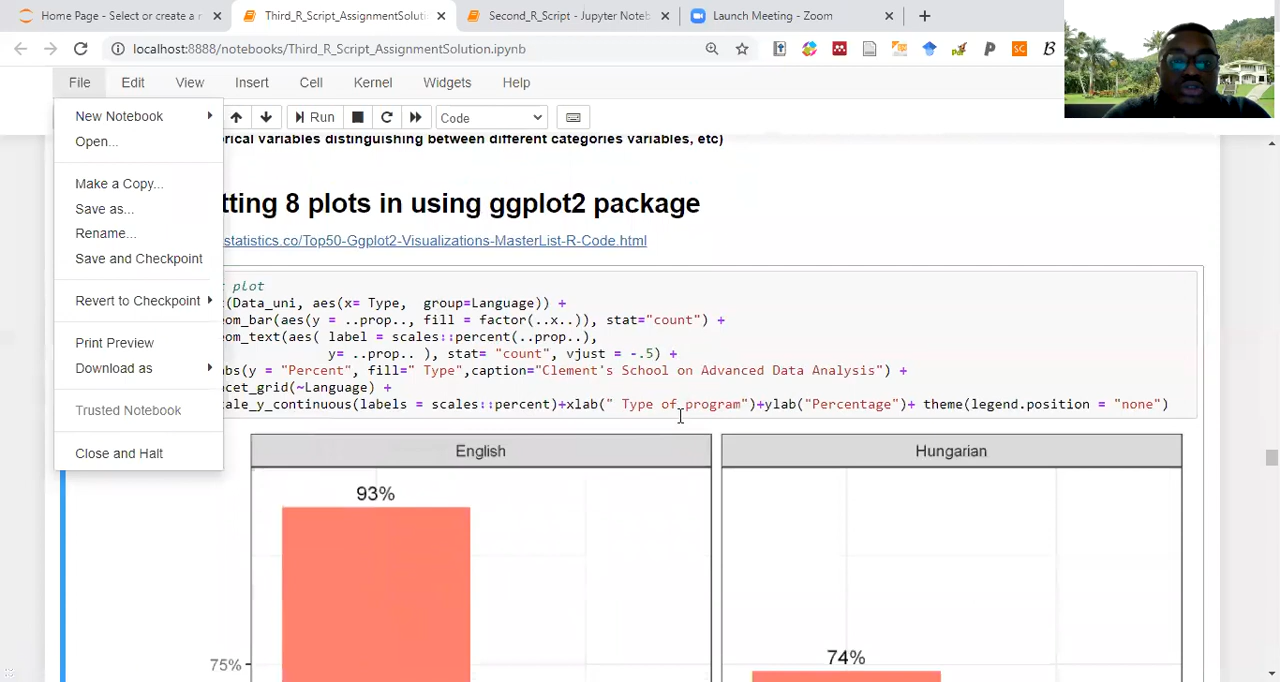 Home Page - Select or create a r
Third_R_Script_AssignmentSolutio
Second_R_Script - Jupyter Noteb
Launch Meeting - Zoom
localhost:8888/notebooks/Third_R_Script_AssignmentSolution.ipynb
SC
File Edit View Insert Cell Kernel Widgets Help
Run
Code
New Notebook
Open...
Make a Copy...
Save as...
Rename...
Save and Checkpoint
Revert to Checkpoint
Print Preview
Download as
Trusted Notebook
Close and Halt
orical variables distinguishing between different categories variables, etc)
tting 8 plots in using ggplot2 package
statistics.co/Top50-Ggplot2-Visualizations-MasterList-R-Code.html
plot
(Data_uni, aes(x= Type, group=Language)) +
om_bar(aes(y = ..prop.., fill = factor(..x..)), stat="count") +
om_text(aes( label = scales::percent(..prop..),
y= ..prop.. ), stat= "count", vjust = -.5) +
bs(y = "Percent", fill=" Type",caption="Clement's School on Advanced Data Analysis") +
cet_grid(~Language) +
ale_y_continuous(labels = scales::percent)+xlab(" Type of program")+ylab("Percentage")+ theme(legend.position = "none")
English
Hungarian
93%
74%
75%